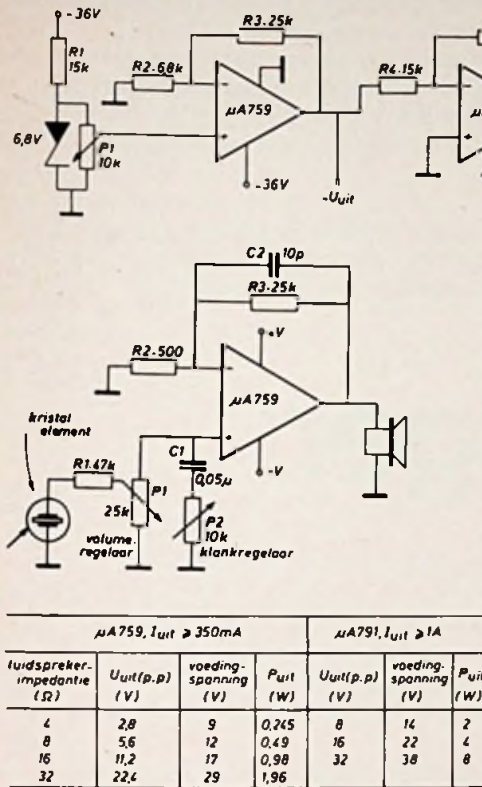 -36V
R1
15k
6,8V
P1
10k
R2-6,8k
R3-25k
μA759
-36V
-Uuit
R4-15k
C2 10p
R3-25k
R2-500
+V
μA759
-V
kristal
element
R1-47k
P1
25k
volume-
regelaar
C1
0,05μ
P2
10k
klankregelaar
μA759, Iuit ≥ 350mA μA791, Iuit ≥ 1A
luidspreker-
impedantie
(Ω) Uuit(p.p)
(V) voeding-
spanning
(V) Puit
(W) Uuit(p.p)
(V) voeding-
spanning
(V) Puit
(W)
4 2,8 9 0,245 8 14 2
8 5,6 12 0,49 16 22 4
16 11,2 17 0,98 32 38 8
32 22,4 29 1,96